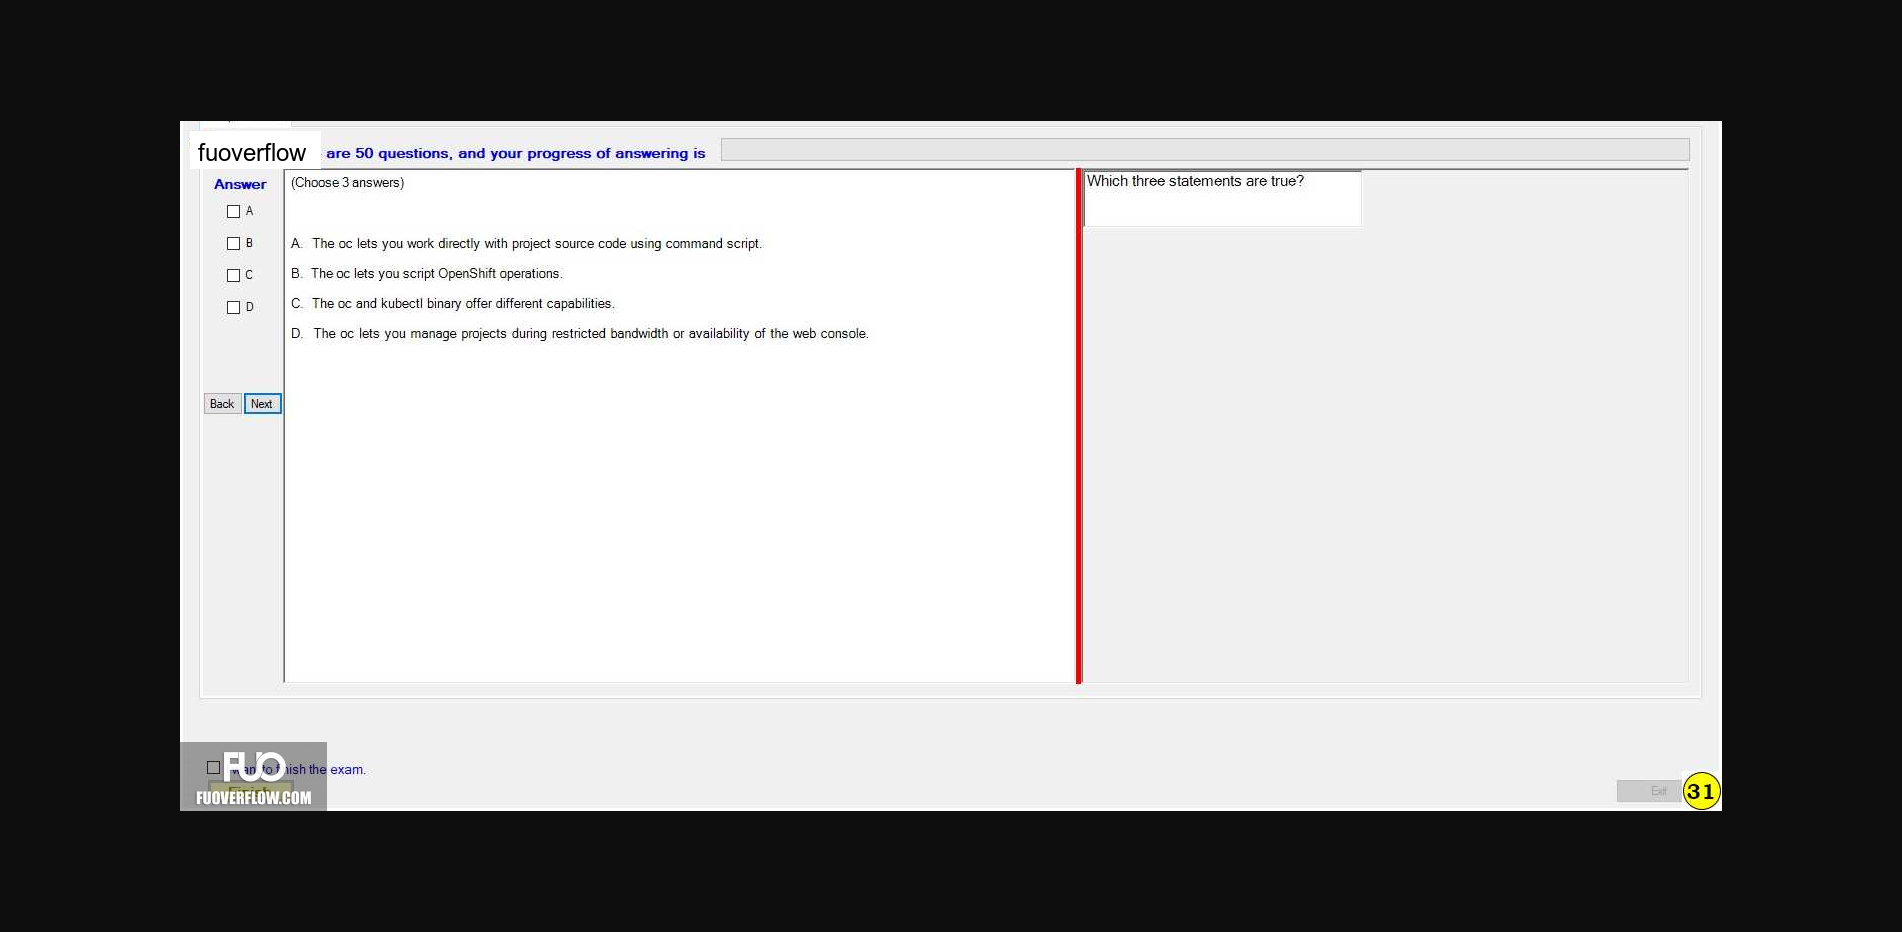 fuoverflow are 50 questions, and your progress of answering is
Answer
A
B
C
D
Back Next
(Choose 3 answers)
A. The oc lets you work directly with project source code using command script.
B. The oc lets you script OpenShift operations.
C. The oc and kubectl binary offer different capabilities.
D. The oc lets you manage projects during restricted bandwidth or availability of the web console.
Which three statements are true?
want to finish the exam.
Finish
FUO
FUOVERFLOW.COM
Exit
31